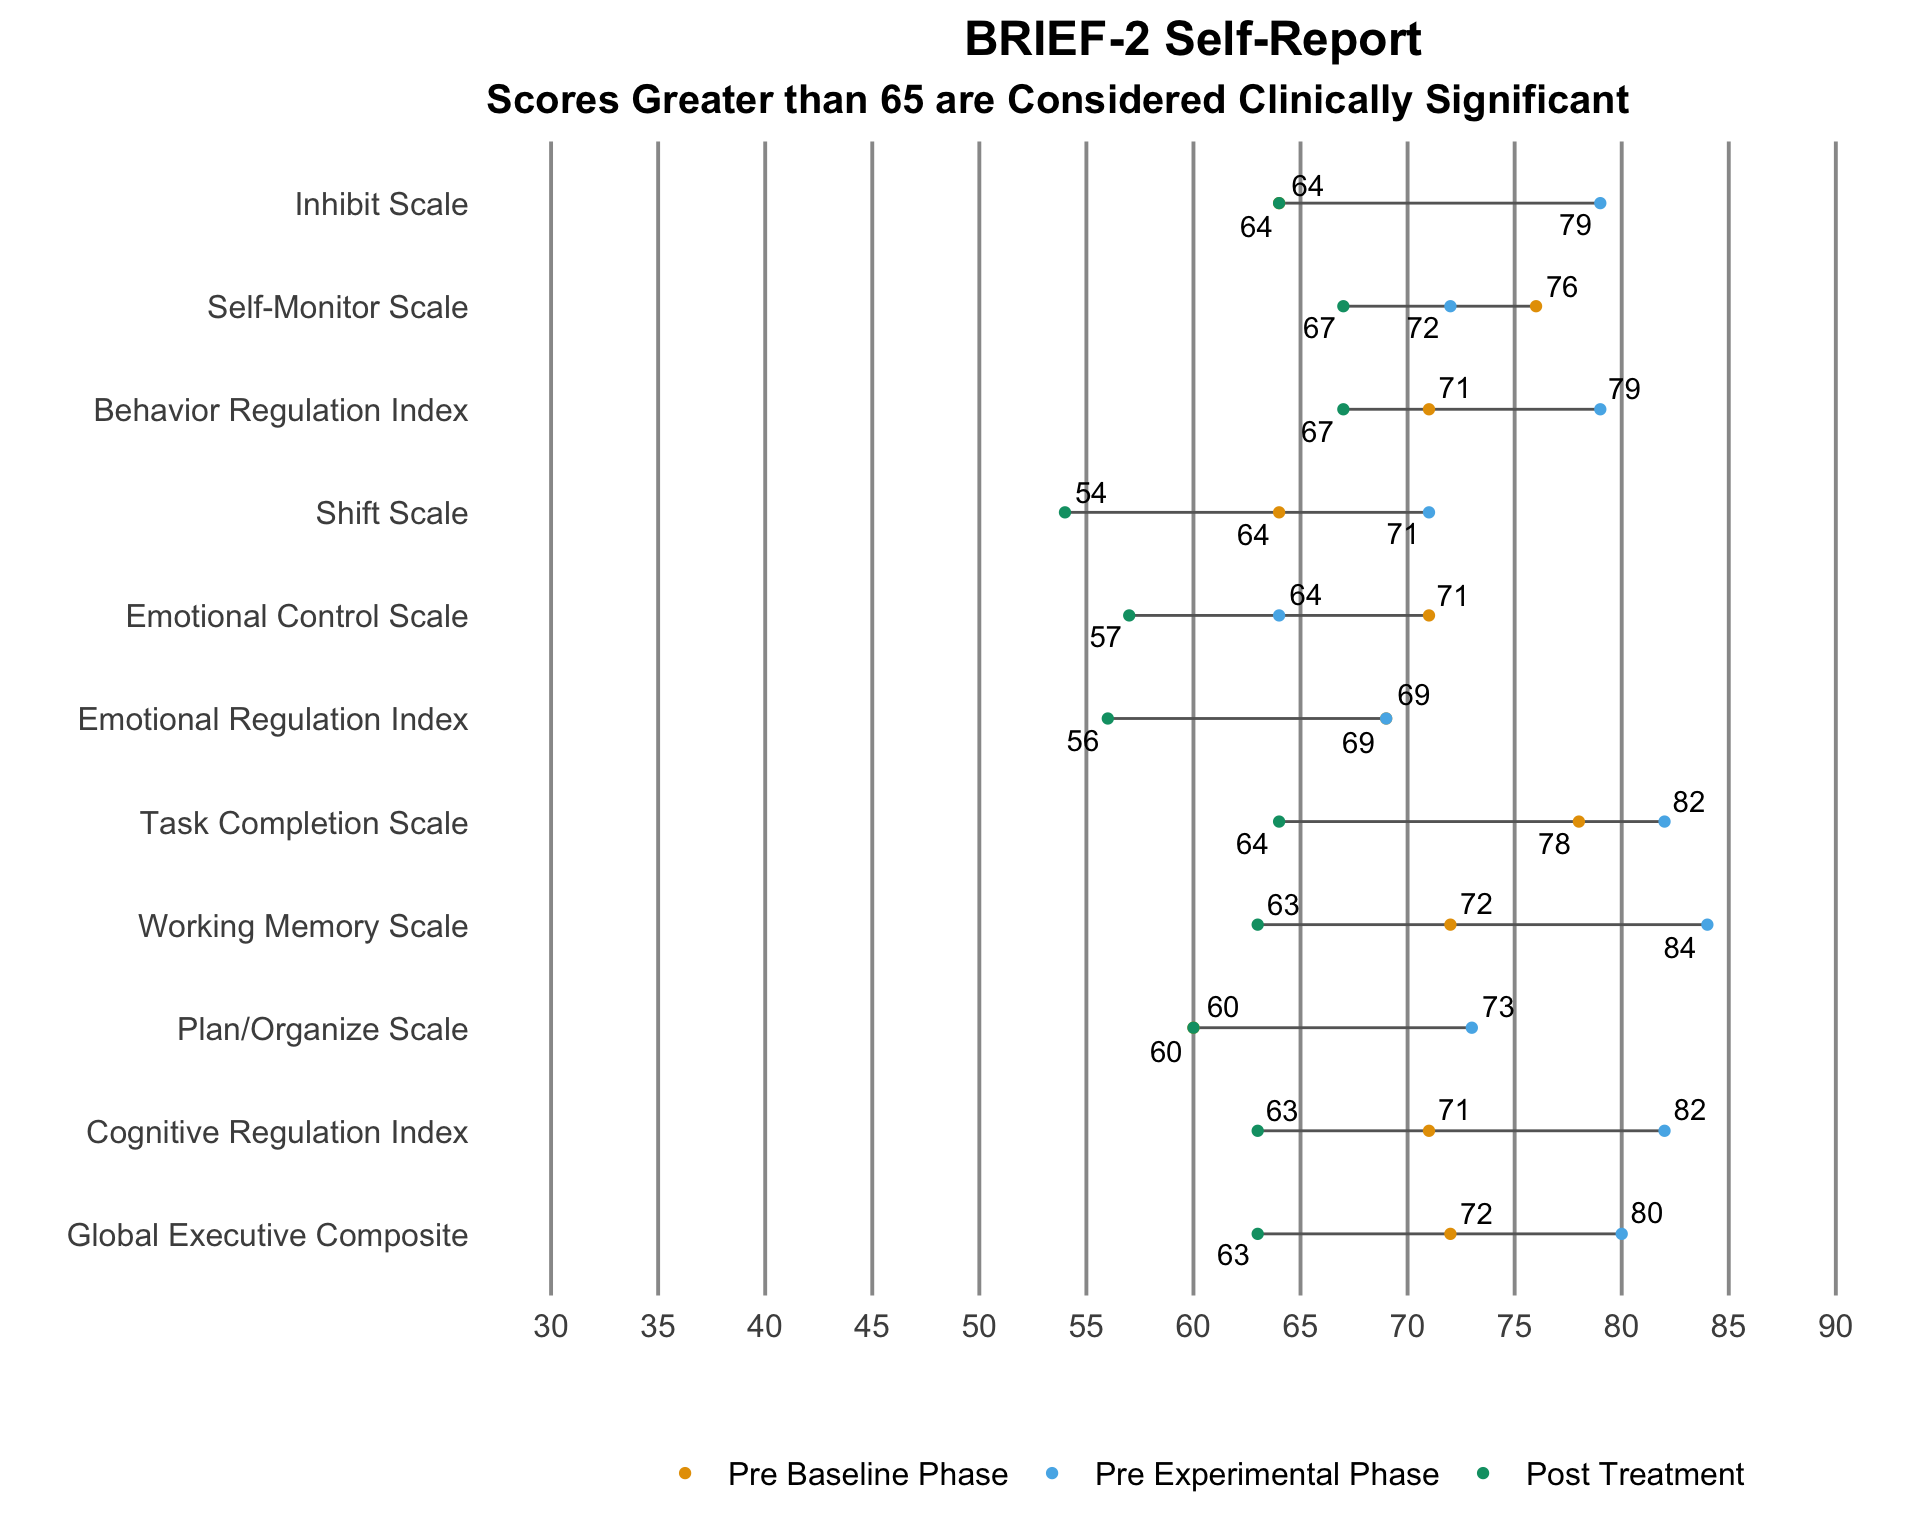 BRIEF-2 Self-Report
Scores Greater than 65 are Considered Clinically Significant
Inhibit Scale
64
64
79
Self-Monitor Scale
76
67
72
Behavior Regulation Index
71
79
67
Shift Scale
54
64
71
Emotional Control Scale
64
71
57
Emotional Regulation Index
69
56
69
Task Completion Scale
82
64
78
Working Memory Scale
63
72
84
Plan/Organize Scale
60
73
60
Cognitive Regulation Index
63
71
82
Global Executive Composite
72
80
63
30 35 40 45 50 55 60 65 70 75 80 85 90
Pre Baseline Phase Pre Experimental Phase Post Treatment